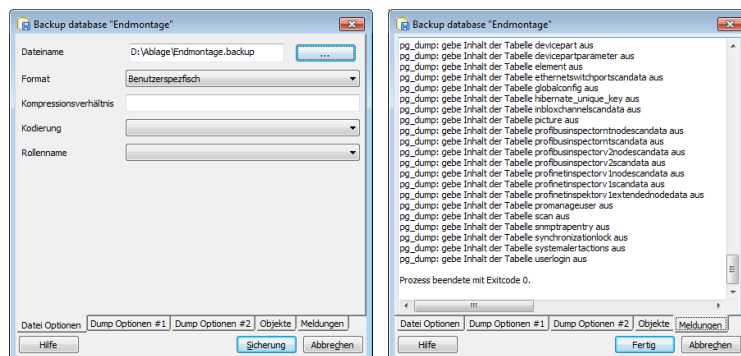 Backup database "Endmontage"
Dateiname
D:\Ablage\Endmontage.backup
...
Format
Benutzerspezfisch
Kompressionsverhältnis
Kodierung
Rollenname
Datei Optionen
Dump Optionen #1
Dump Optionen #2
Objekte
Meldungen
Hilfe
Sicherung
Abbrechen
Backup database "Endmontage"
pg_dump: gebe Inhalt der Tabelle devicepart aus
pg_dump: gebe Inhalt der Tabelle devicepartparameter aus
pg_dump: gebe Inhalt der Tabelle element aus
pg_dump: gebe Inhalt der Tabelle ethernetswitchportscandata aus
pg_dump: gebe Inhalt der Tabelle globalconfig aus
pg_dump: gebe Inhalt der Tabelle hibernate_unique_key aus
pg_dump: gebe Inhalt der Tabelle inbloxchannelscandata aus
pg_dump: gebe Inhalt der Tabelle picture aus
pg_dump: gebe Inhalt der Tabelle profibusinspectorntnodescandata aus
pg_dump: gebe Inhalt der Tabelle profibusinspectorntscandata aus
pg_dump: gebe Inhalt der Tabelle profibusinspectorv2nodescandata aus
pg_dump: gebe Inhalt der Tabelle profibusinspectorv2scandata aus
pg_dump: gebe Inhalt der Tabelle profinetinspectorv1nodescandata aus
pg_dump: gebe Inhalt der Tabelle profinetinspectorv1scandata aus
pg_dump: gebe Inhalt der Tabelle profinetinspektorv1extendednodedata aus
pg_dump: gebe Inhalt der Tabelle promanageuser aus
pg_dump: gebe Inhalt der Tabelle scan aus
pg_dump: gebe Inhalt der Tabelle snmptrapentry aus
pg_dump: gebe Inhalt der Tabelle synchronizationlock aus
pg_dump: gebe Inhalt der Tabelle systemalertactions aus
pg_dump: gebe Inhalt der Tabelle userlogin aus
Prozess beendete mit Exitcode 0.
Datei Optionen
Dump Optionen #1
Dump Optionen #2
Objekte
Meldungen
Hilfe
Fertig
Abbrechen